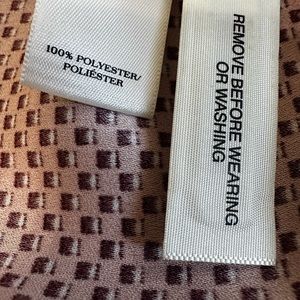 100% POLYESTER/
POLIÉSTER
REMOVE BEFORE WEARING
OR WASHING